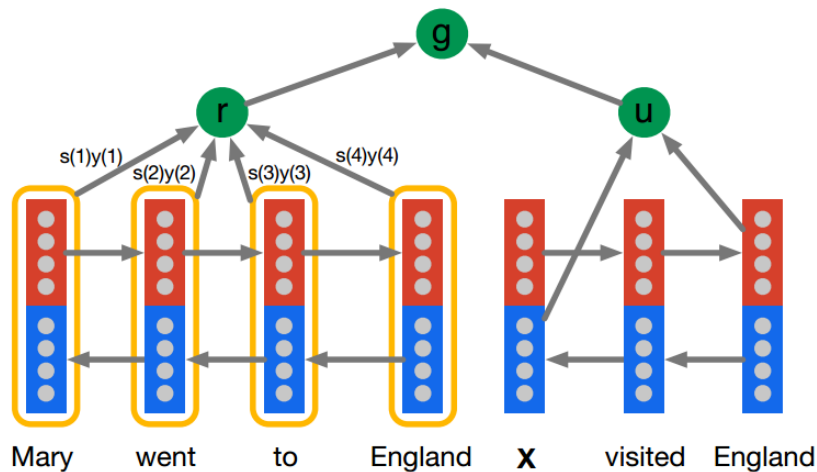 g
r
u
s(1)y(1)
s(2)y(2)
s(3)y(3)
s(4)y(4)
Mary went to England X visited England